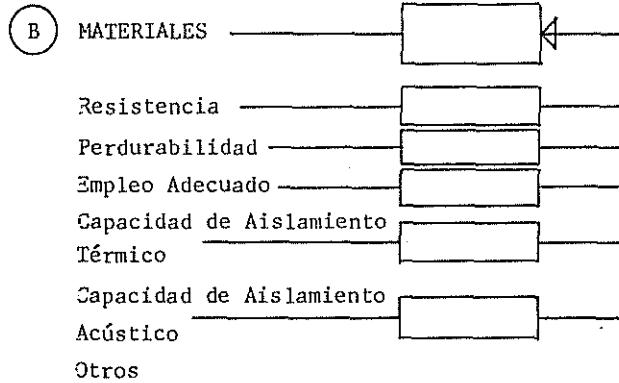 B MATERIALES
Resistencia
Perdurabilidad
Empleo Adecuado
Capacidad de Aislamiento
Térmico
Capacidad de Aislamiento
Acústico
Otros